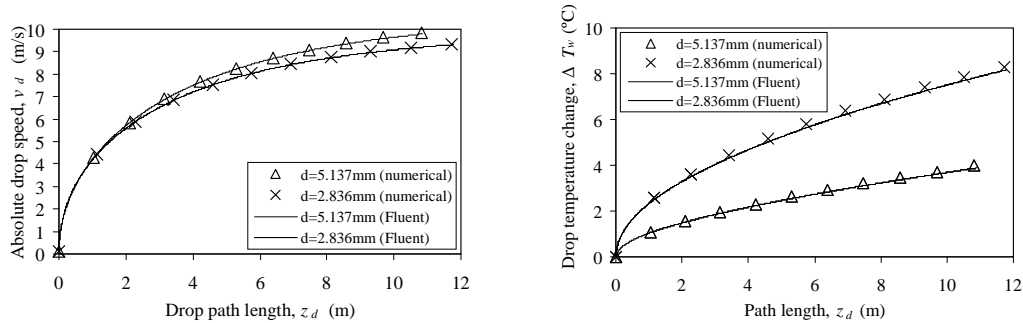 Absolute drop speed, v d (m/s)
10
9
8
7
6
5
4
3
2
1
0
d=5.137mm (numerical)
d=2.836mm (numerical)
d=5.137mm (Fluent)
d=2.836mm (Fluent)
0 2 4 6 8 10 12
Drop path length, z d (m)
Drop temperature change, Δ T w (ºC)
10
8
6
4
2
0
d=5.137mm (numerical)
d=2.836mm (numerical)
d=5.137mm (Fluent)
d=2.836mm (Fluent)
0 2 4 6 8 10 12
Path length, z d (m)